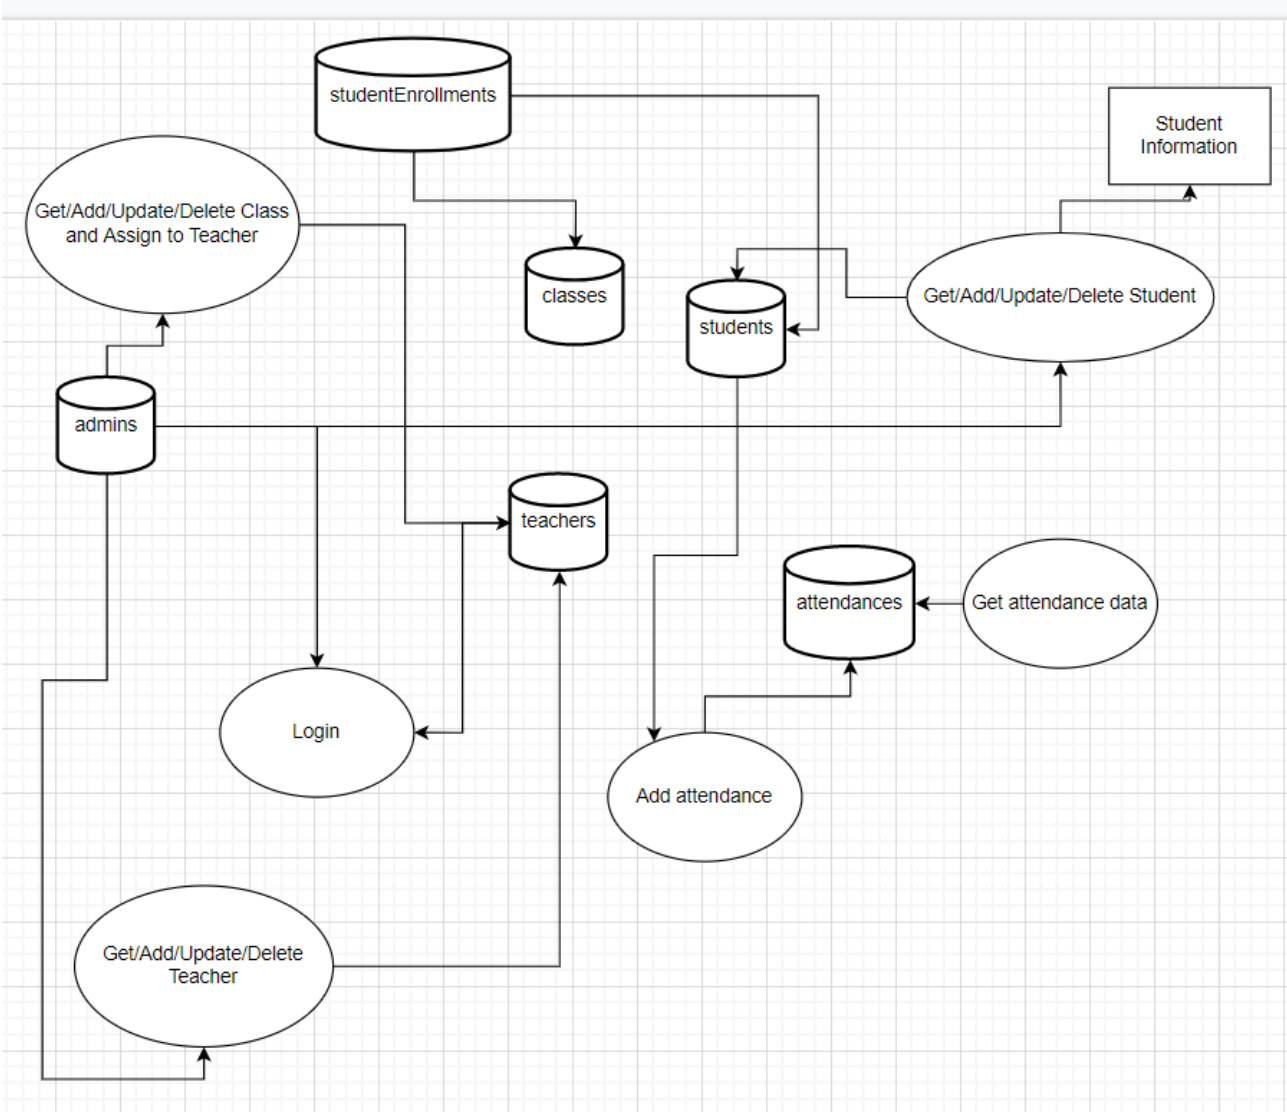 studentEnrollments
Student
Information
Get/Add/Update/Delete Class
and Assign to Teacher
classes
Get/Add/Update/Delete Student
students
admins
teachers
attendances
Get attendance data
Login
Add attendance
Get/Add/Update/Delete
Teacher